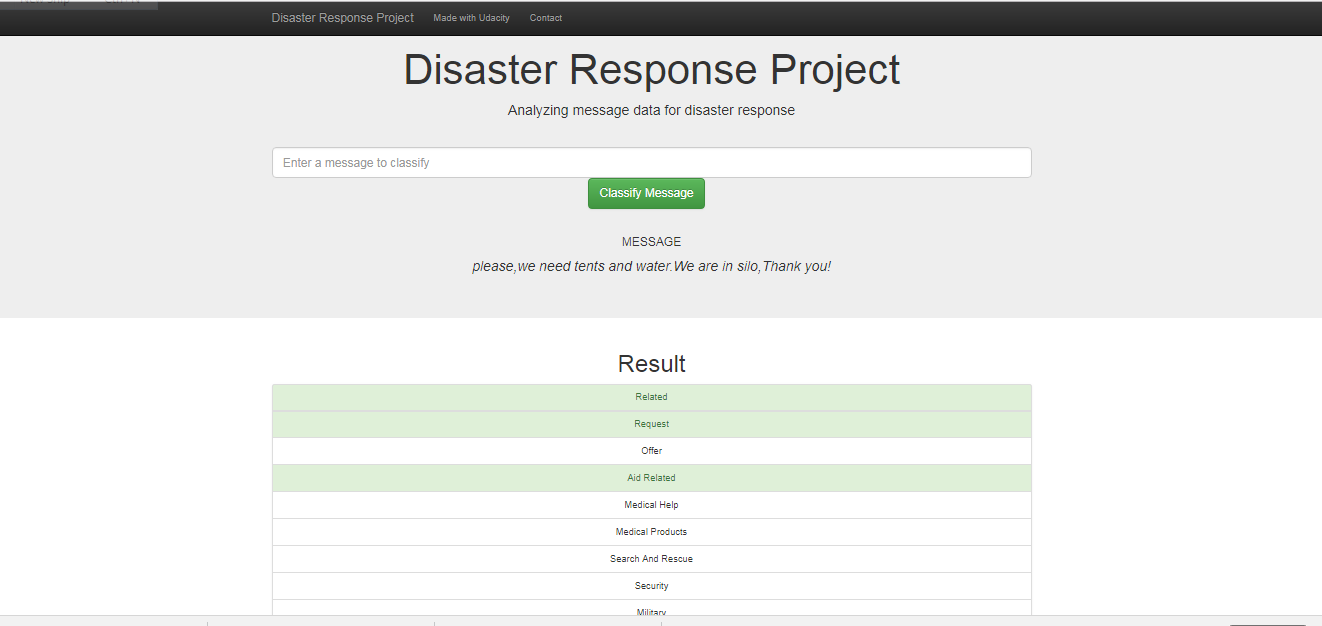 Disaster Response Project Made with Udacity Contact
Disaster Response Project
Analyzing message data for disaster response
Enter a message to classify
Classify Message
MESSAGE
please,we need tents and water.We are in silo,Thank you!
Result
Related
Request
Offer
Aid Related
Medical Help
Medical Products
Search And Rescue
Security
Military